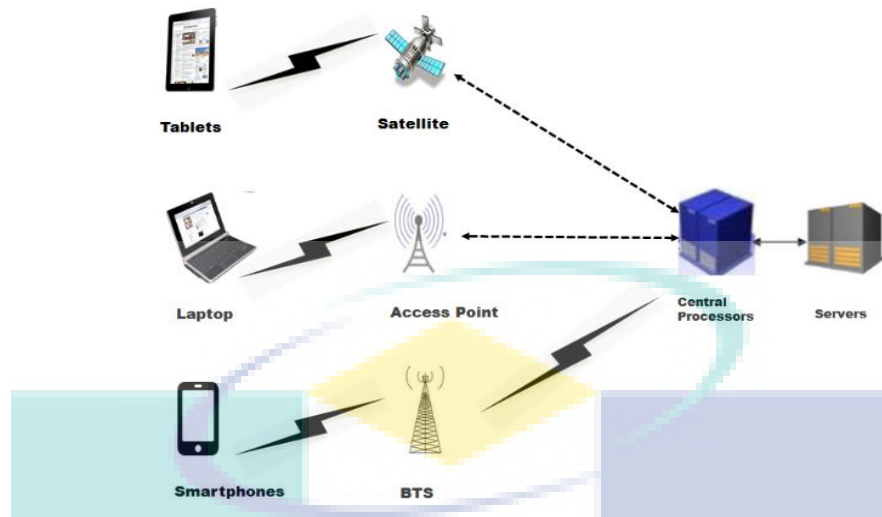 Tablets
Satellite
Laptop
Access Point
Central
Processors
Servers
Smartphones
BTS